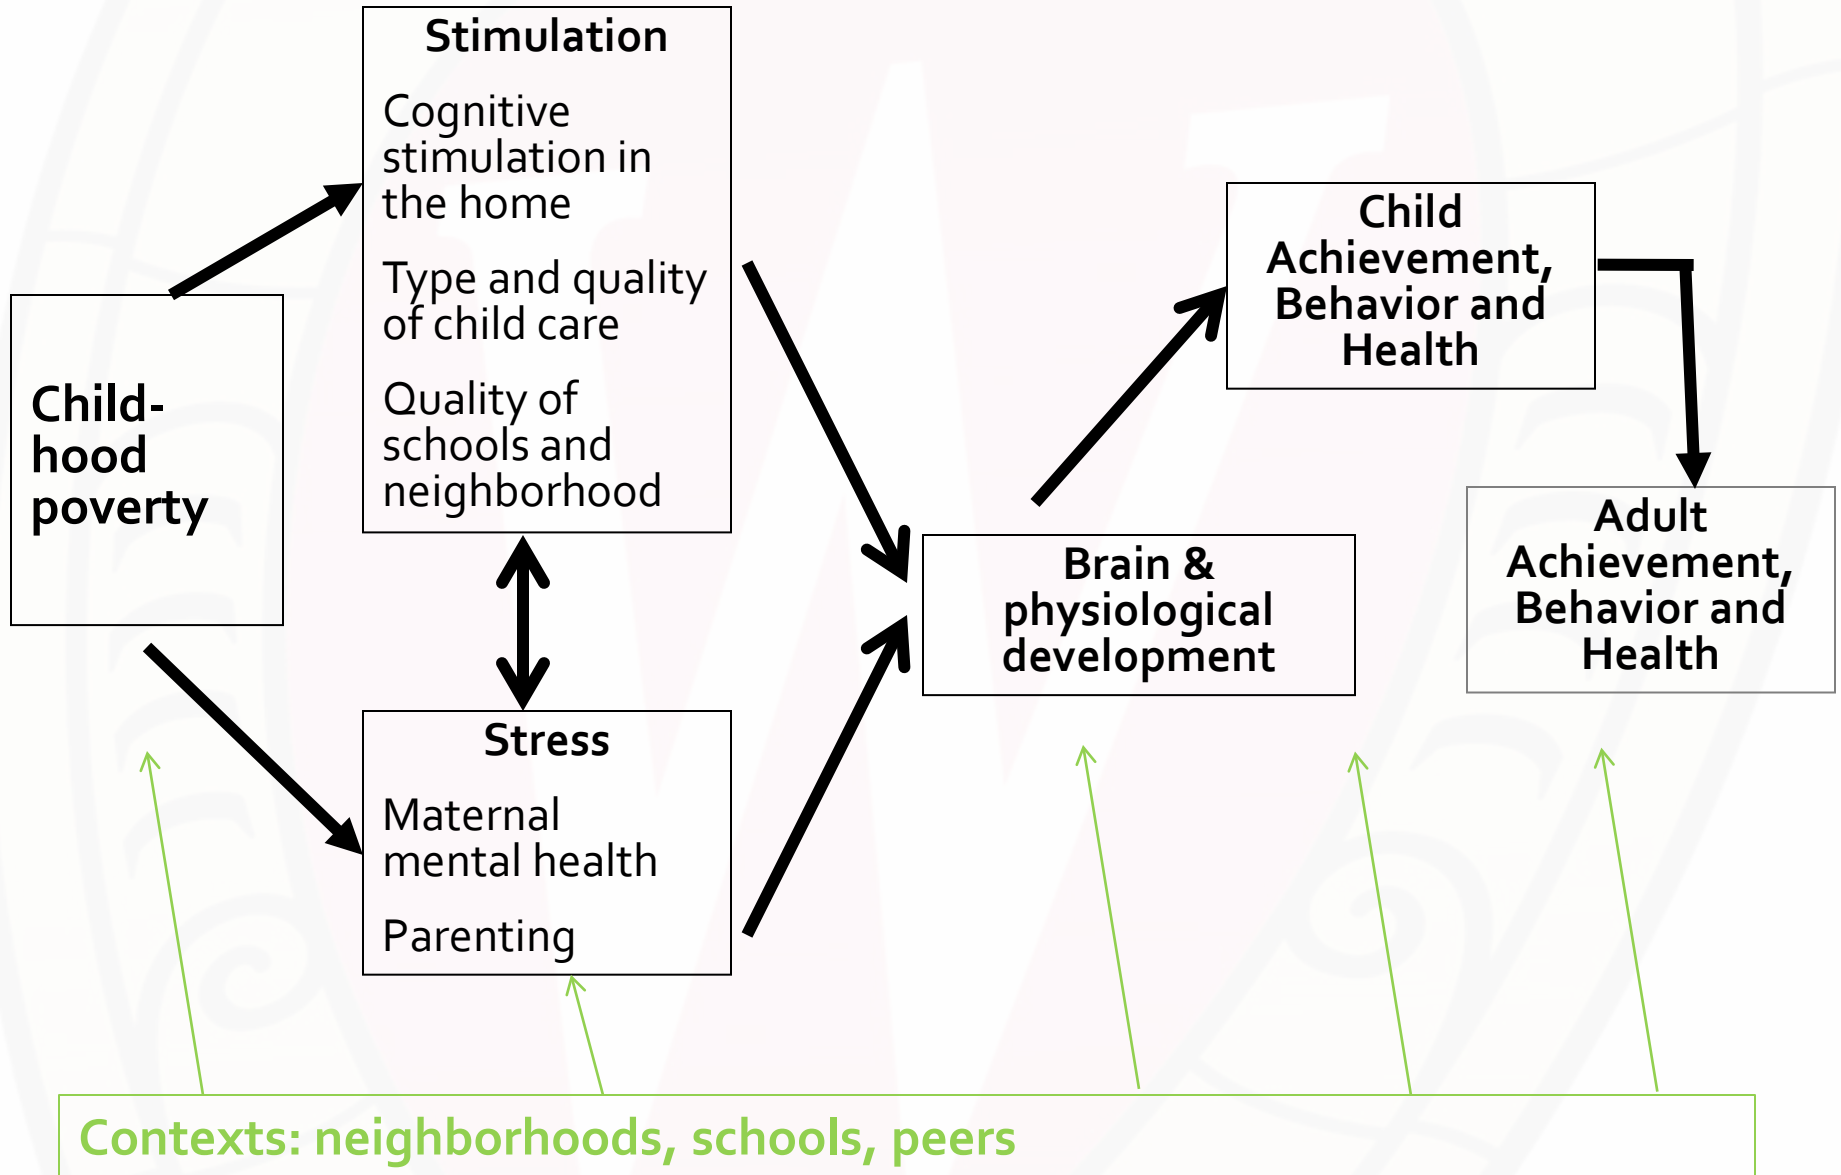 Stimulation
Cognitive
stimulation in
the home
Type and quality
of child care
Quality of
schools and
neighborhood
Child-
hood
poverty
Stress
Maternal
mental health
Parenting
Brain &
physiological
development
Child
Achievement,
Behavior and
Health
Adult
Achievement,
Behavior and
Health
Contexts: neighborhoods, schools, peers